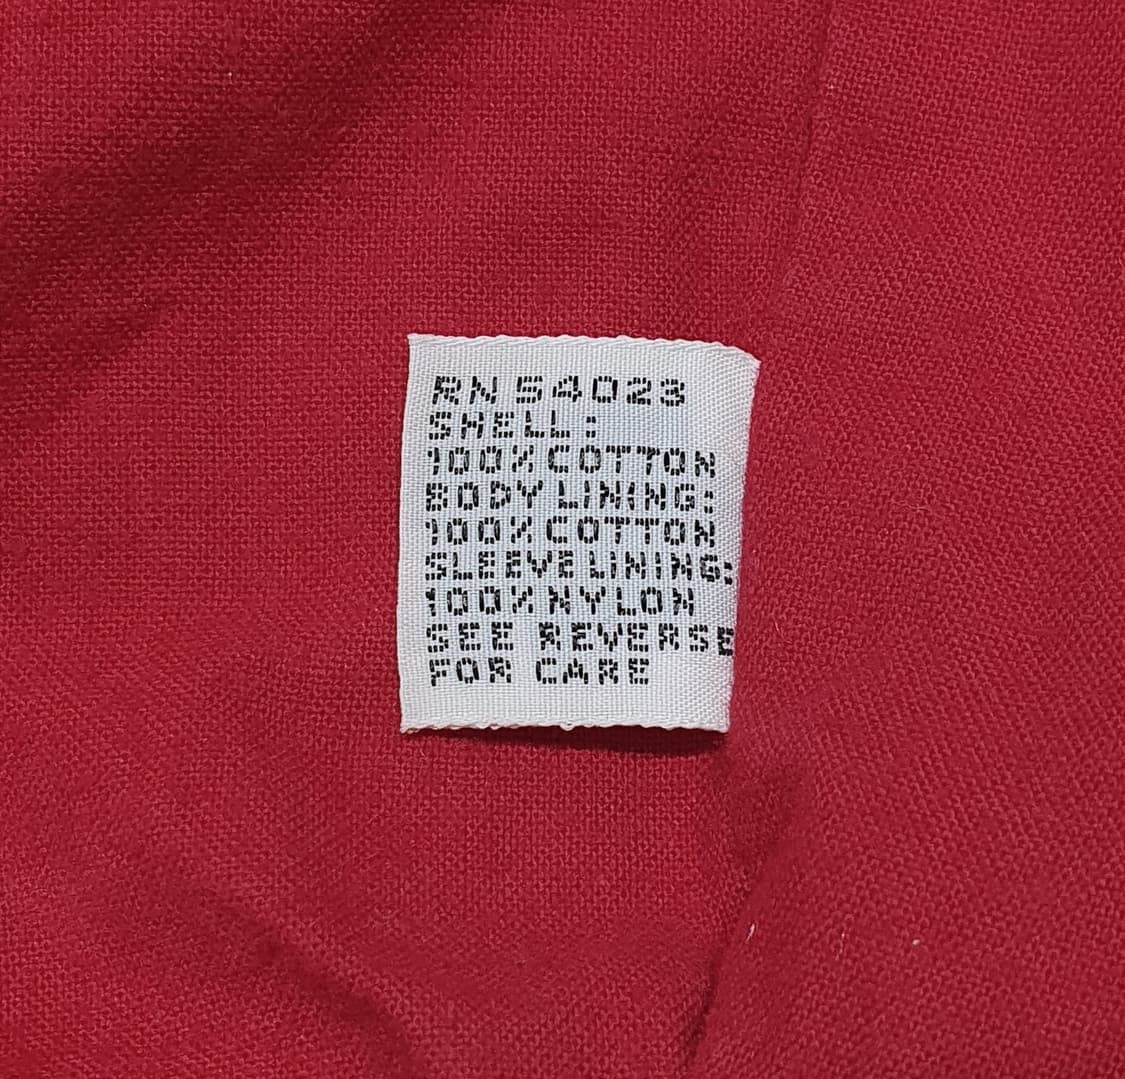 RN 54023
SHELL:
100% COTTON
BODY LINING:
100% COTTON
SLEEVE LINING:
100% NYLON
SEE REVERSE
FOR CARE